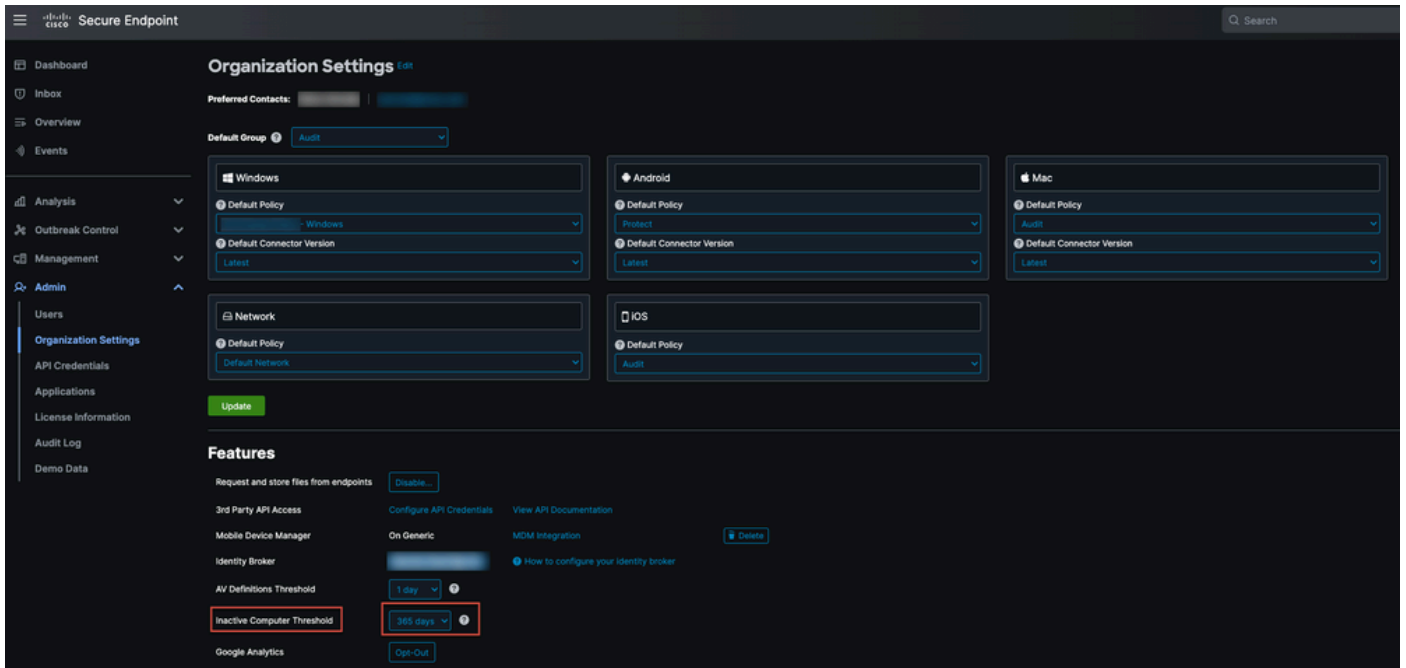 cisco Secure Endpoint
Search
Dashboard
Inbox
Overview
Events
Analysis
Outbreak Control
Management
Admin
Users
Organization Settings
API Credentials
Applications
License Information
Audit Log
Demo Data
Organization Settings Edit
Preferred Contacts:
Default Group ? Audit
Windows
? Default Policy
- Windows
? Default Connector Version
Latest
Android
? Default Policy
Protect
? Default Connector Version
Latest
Mac
? Default Policy
Audit
? Default Connector Version
Latest
Network
? Default Policy
Default Network
iOS
? Default Policy
Audit
Update
Features
Request and store files from endpoints Disable...
3rd Party API Access Configure API Credentials View API Documentation
Mobile Device Manager On Generic MDM Integration Delete
Identity Broker ? How to configure your identity broker
AV Definitions Threshold 1 day ?
Inactive Computer Threshold 365 days ?
Google Analytics Opt-Out